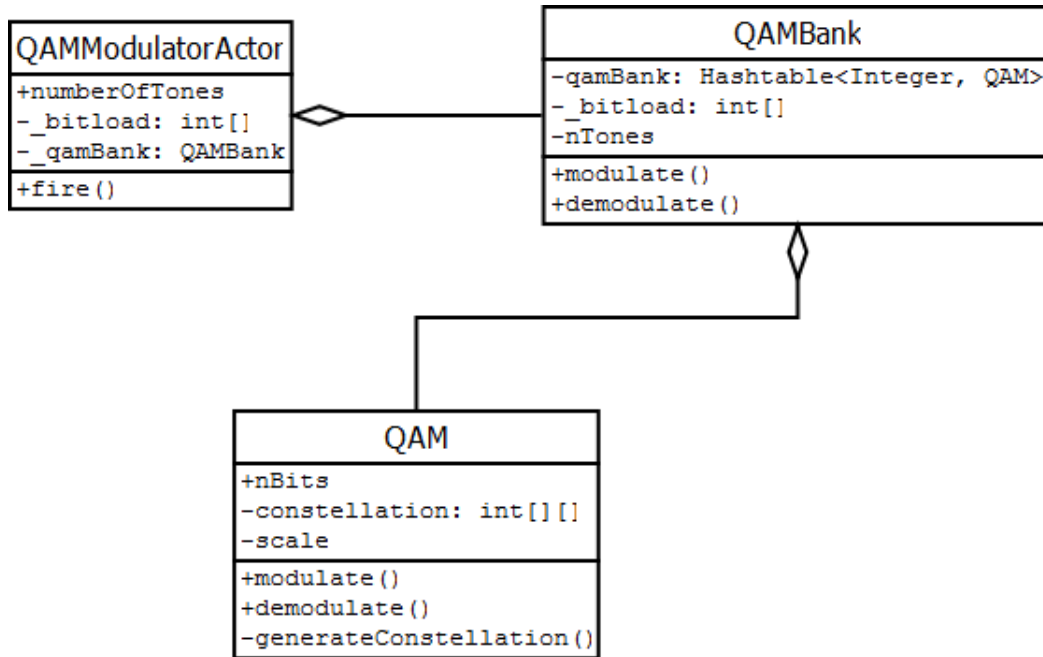 QAMModulatorActor
+numberOfTones
-_bitload: int[]
-_qamBank: QAMBank
+fire()
QAMBank
-qamBank: Hashtable<Integer, QAM>
-_bitload: int[]
-nTones
+modulate()
+demodulate()
QAM
+nBits
-constellation: int[][]
-scale
+modulate()
+demodulate()
-generateConstellation()